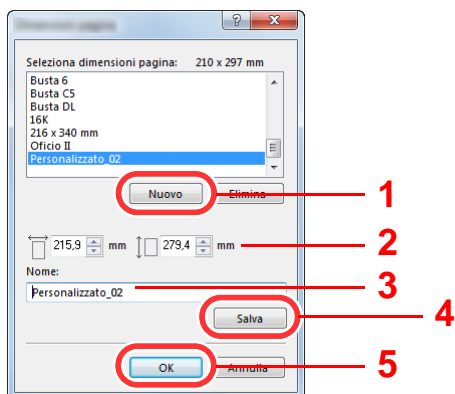 Seleziona dimensioni pagina: 210 x 297 mm
Busta 6
Busta C5
Busta DL
16K
216 x 340 mm
Oficio II
Personalizzato_02
Nuovo Elimina 1
215,9 mm 279,4 mm 2
Nome:
Personalizzato_02 3
Salva 4
OK Annulla 5